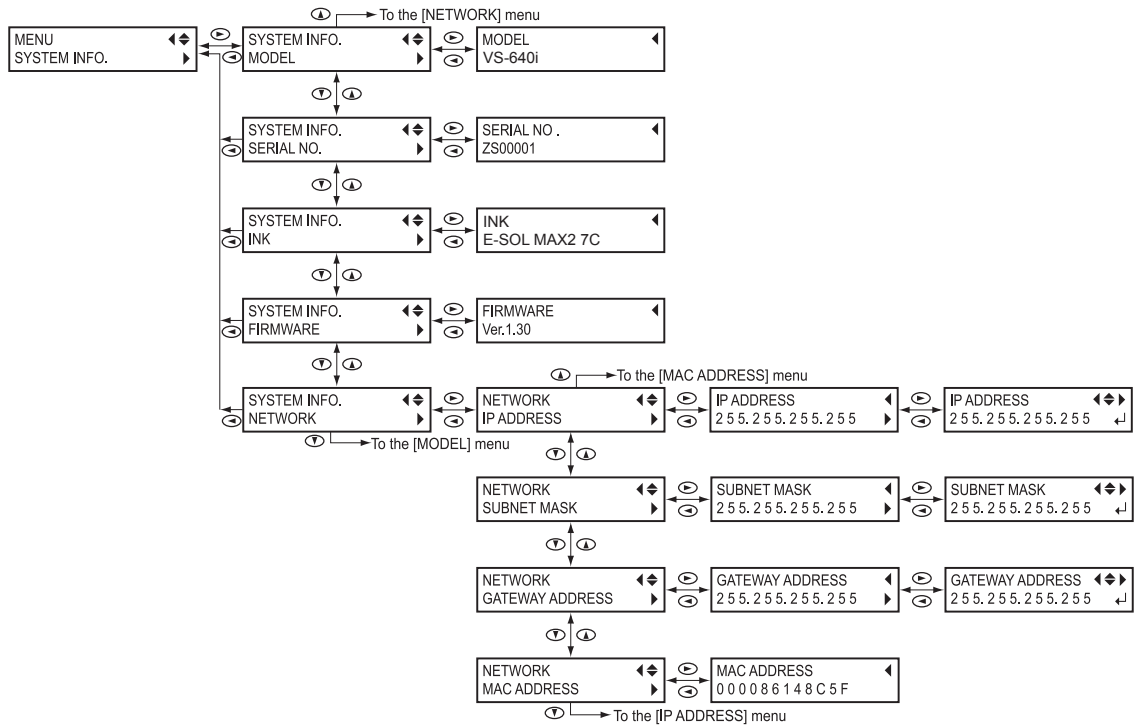 To the [NETWORK] menu
MENU
SYSTEM INFO.
SYSTEM INFO.
MODEL
MODEL
VS-640i
SYSTEM INFO.
SERIAL NO.
SERIAL NO .
ZS00001
SYSTEM INFO.
INK
INK
E-SOL MAX2 7C
SYSTEM INFO.
FIRMWARE
FIRMWARE
Ver.1.30
To the [MAC ADDRESS] menu
SYSTEM INFO.
NETWORK
NETWORK
IP ADDRESS
IP ADDRESS
255.255.255.255
IP ADDRESS
255.255.255.255
To the [MODEL] menu
NETWORK
SUBNET MASK
SUBNET MASK
255.255.255.255
SUBNET MASK
255.255.255.255
NETWORK
GATEWAY ADDRESS
GATEWAY ADDRESS
255.255.255.255
GATEWAY ADDRESS
255.255.255.255
NETWORK
MAC ADDRESS
MAC ADDRESS
000086148C5F
To the [IP ADDRESS] menu